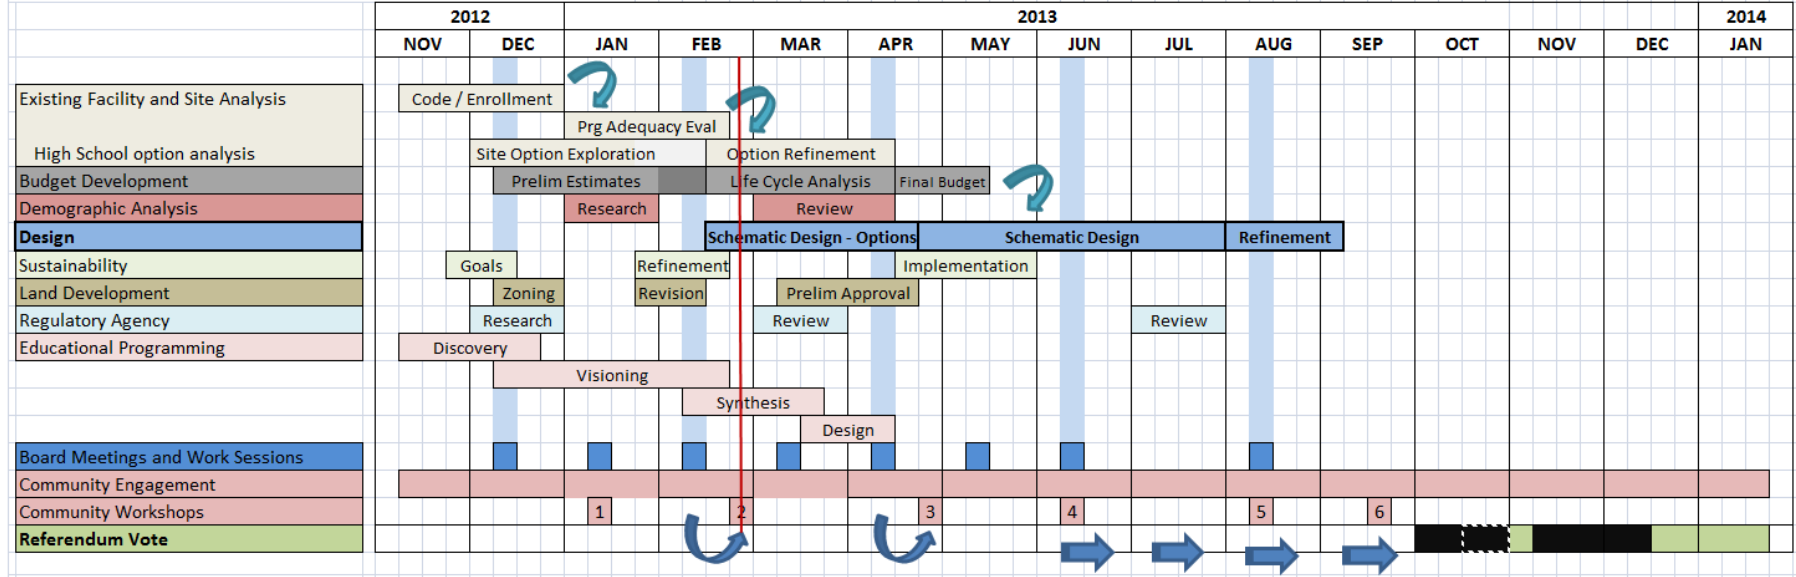 2012 2013 2014
NOV DEC JAN FEB MAR APR MAY JUN JUL AUG SEP OCT NOV DEC JAN
Existing Facility and Site Analysis Code / Enrollment
Prg Adequacy Eval
High School option analysis Site Option Exploration Option Refinement
Budget Development Prelim Estimates Life Cycle Analysis Final Budget
Demographic Analysis Research Review
Design Schematic Design - Options Schematic Design Refinement
Sustainability Goals Refinement Implementation
Land Development Zoning Revision Prelim Approval
Regulatory Agency Research Review Review
Educational Programming Discovery
Visioning
Synthesis
Design
Board Meetings and Work Sessions
Community Engagement
Community Workshops 1 2 3 4 5 6
Referendum Vote